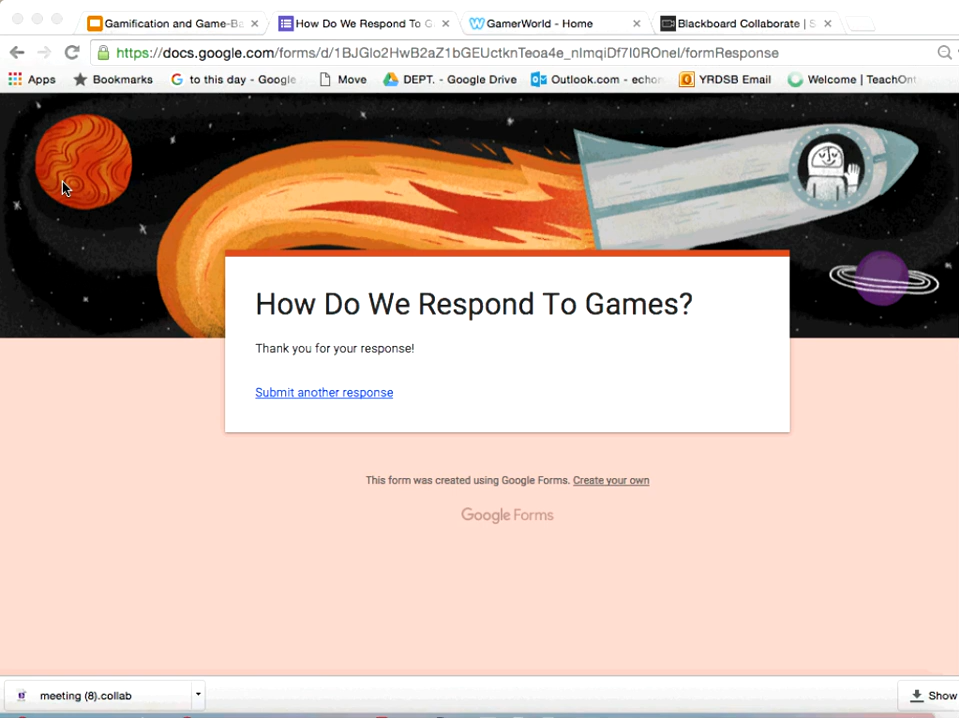 Gamification and Game-Ba
How Do We Respond To G
GamerWorld - Home
Blackboard Collaborate | S
https://docs.google.com/forms/d/1BJGlo2HwB2aZ1bGEUctknTeoa4e_nlmqiDf7I0ROneI/formResponse
Apps
Bookmarks
to this day - Google
Move
DEPT. - Google Drive
Outlook.com - echor
YRDSB Email
Welcome | TeachOnt
How Do We Respond To Games?
Thank you for your response!
Submit another response
This form was created using Google Forms. Create your own
Google Forms
meeting (8).collab
Show